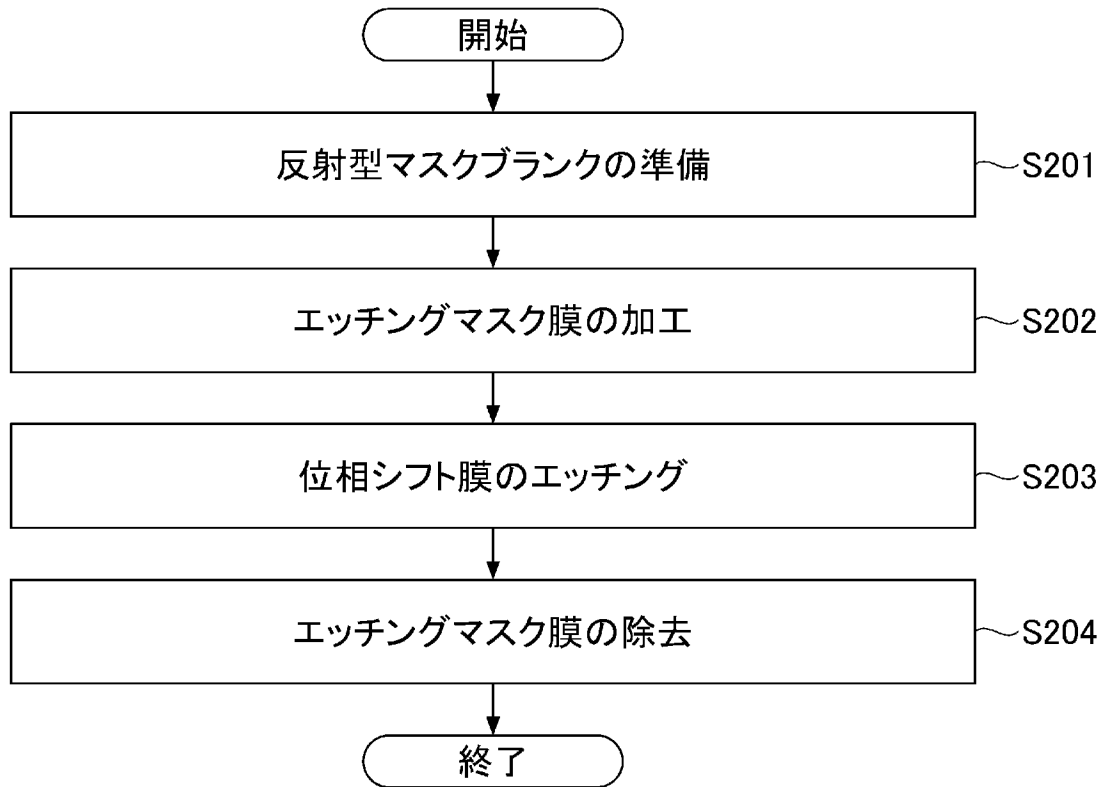 開始
反射型マスクブランクの準備
S201
エッチングマスク膜の加工
S202
位相シフト膜のエッチング
S203
エッチングマスク膜の除去
S204
終了